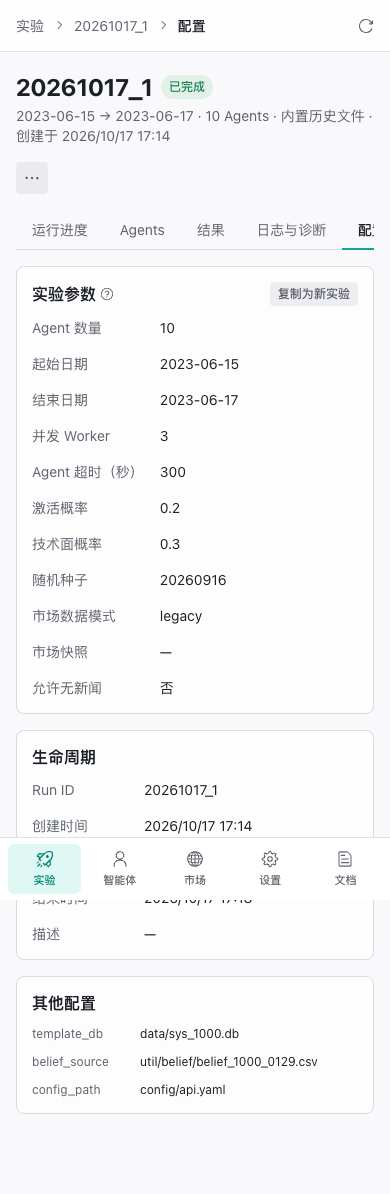 实验 > 20261017_1 > 配置
20261017_1 已完成
2023-06-15 → 2023-06-17 · 10 Agents · 内置历史文件 ·
创建于 2026/10/17 17:14
...
运行进度 Agents 结果 日志与诊断
实验参数 ? 复制为新实验
Agent 数量 10
起始日期 2023-06-15
结束日期 2023-06-17
并发 Worker 3
Agent 超时（秒） 300
激活概率 0.2
技术面概率 0.3
随机种子 20260916
市场数据模式 legacy
市场快照 —
允许无新闻 否
生命周期
Run ID 20261017_1
创建时间 2026/10/17 17:14
实验 智能体 市场 设置 文档
结束时间
描述 —
其他配置
template_db data/sys_1000.db
belief_source util/belief/belief_1000_0129.csv
config_path config/api.yaml